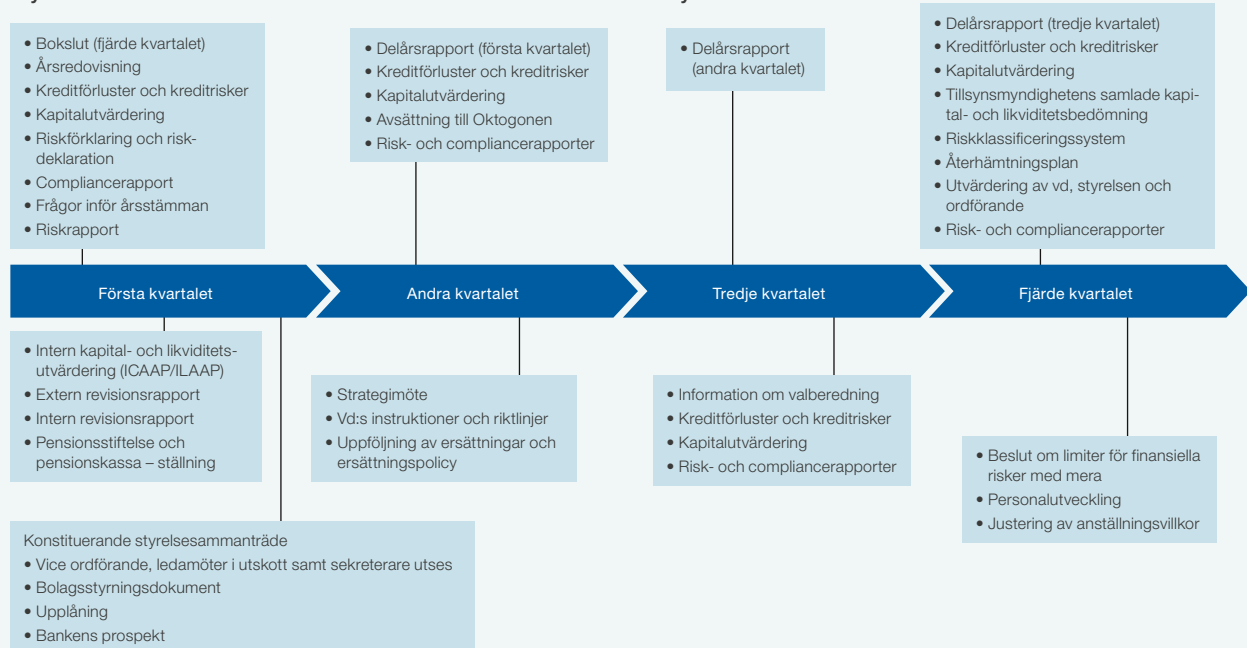 • Bokslut (fjärde kvartalet)
• Årsredovisning
• Kreditförluster och kreditrisker
• Kapitalutvärdering
• Riskförklaring och risk-
deklaration
• Compliancerapport
• Frågor inför årsstämman
• Riskrapport
• Delårsrapport (första kvartalet)
• Kreditförluster och kreditrisker
• Kapitalutvärdering
• Avsättning till Oktogonen
• Risk- och compliancerapporter
• Delårsrapport
(andra kvartalet)
• Delårsrapport (tredje kvartalet)
• Kreditförluster och kreditrisker
• Kapitalutvärdering
• Tillsynsmyndighetens samlade kapi-
tal- och likviditetsbedömning
• Riskklassificeringssystem
• Återhämtningsplan
• Utvärdering av vd, styrelsen och
ordförande
• Risk- och compliancerapporter
Första kvartalet
Andra kvartalet
Tredje kvartalet
Fjärde kvartalet
• Intern kapital- och likviditets-
utvärdering (ICAAP/ILAAP)
• Extern revisionsrapport
• Intern revisionsrapport
• Pensionsstiftelse och
pensionskassa – ställning
• Strategimöte
• Vd:s instruktioner och riktlinjer
• Uppföljning av ersättningar och
ersättningspolicy
• Information om valberedning
• Kreditförluster och kreditrisker
• Kapitalutvärdering
• Risk- och compliancerapporter
• Beslut om limiter för finansiella
risker med mera
• Personalutveckling
• Justering av anställningsvillkor
Konstituerande styrelsesammanträde
• Vice ordförande, ledamöter i utskott samt sekreterare utses
• Bolagsstyrningsdokument
• Upplåning
• Bankens prospekt